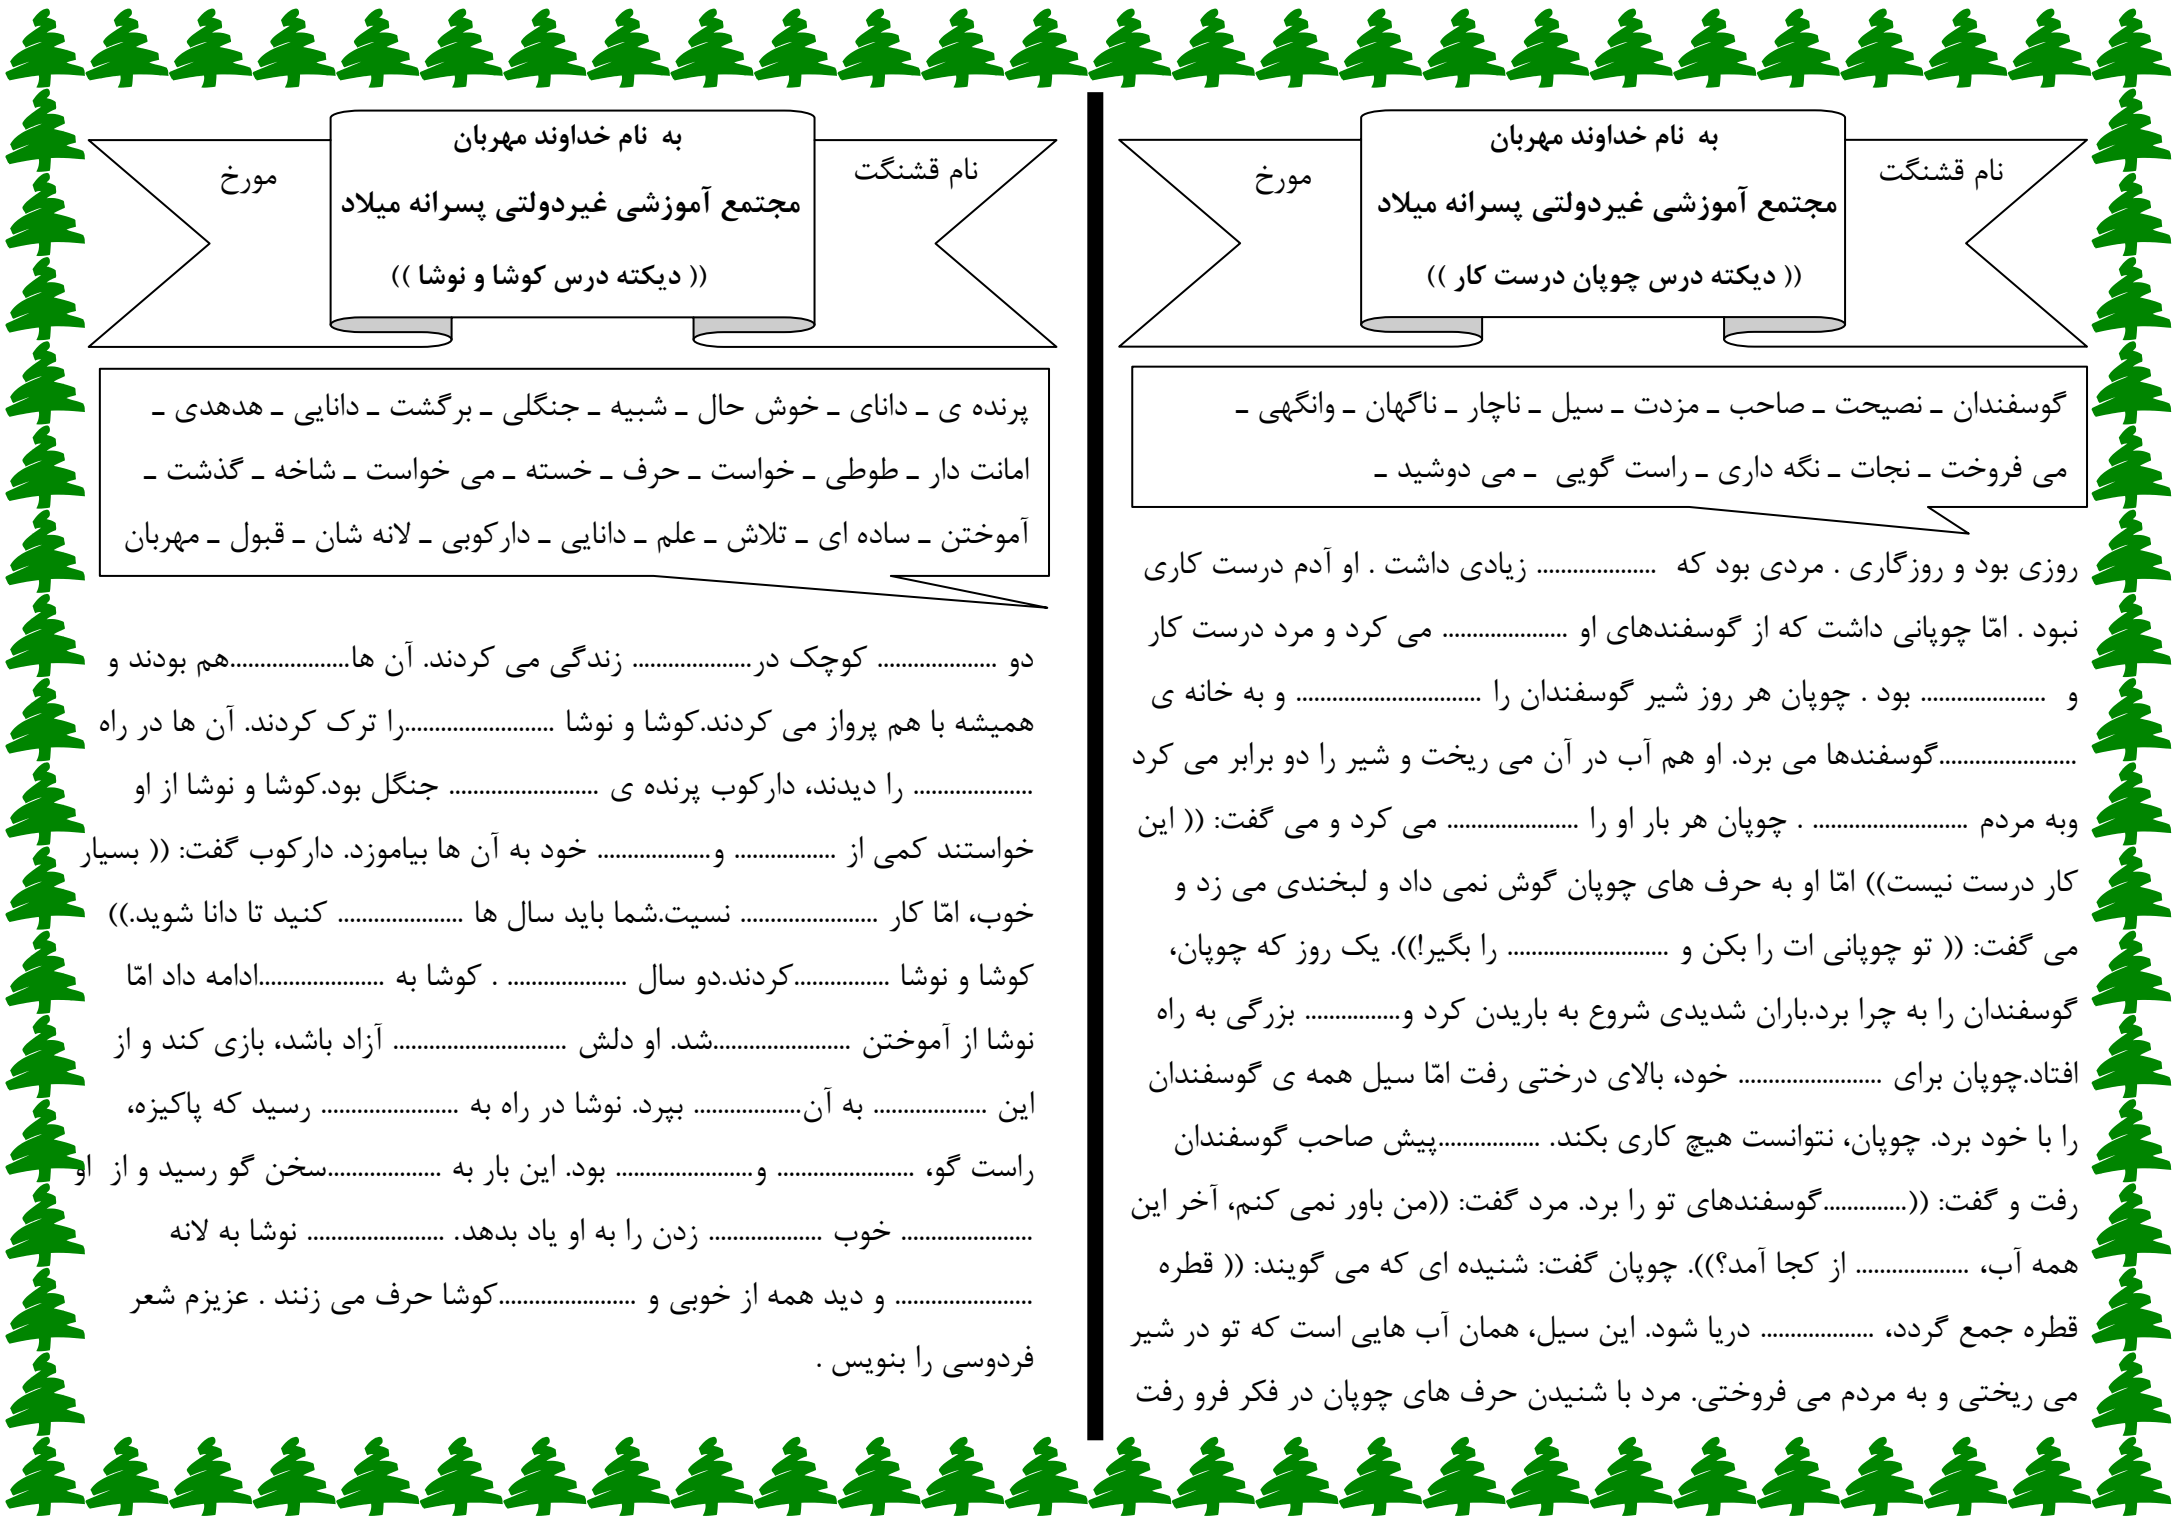 به نام خداوند مهربان
نام قشنگت
مورخ
مجتمع آموزشی غیردولتی پسرانه میلاد
(( دیکته درس چوپان درست کار ))
گوسفندان ـ نصیحت ـ صاحب ـ مزدت ـ سیل ـ ناچار ـ ناگهان ـ وانگهی ـ
می فروخت ـ نجات ـ نگه داری ـ راست گویی ـ می دوشید ـ
روزی بود و روزگاری . مردی بود که .................... زیادی داشت . او آدم درست کاری
نبود . امّا چوپانی داشت که از گوسفندهای او ..................... می کرد و مرد درست کار
و ..................... بود . چوپان هر روز شیر گوسفندان را ............................... و به خانه ی
.......................گوسفندها می برد. او هم آب در آن می ریخت و شیر را دو برابر می کرد
وبه مردم .......................... . چوپان هر بار او را ...................... می کرد و می گفت: (( این
کار درست نیست)) امّا او به حرف های چوپان گوش نمی داد و لبخندی می زد و
می گفت: (( تو چوپانی ات را بکن و ........................... را بگیر!)). یک روز که چوپان،
گوسفندان را به چرا برد.باران شدیدی شروع به باریدن کرد و................ بزرگی به راه
افتاد.چوپان برای ........................ خود، بالای درختی رفت امّا سیل همه ی گوسفندان
را با خود برد. چوپان، نتوانست هیچ کاری بکند. .................پیش صاحب گوسفندان
رفت و گفت: ((..............گوسفندهای تو را برد. مرد گفت: ((من باور نمی کنم، آخر این
همه آب، ................... از کجا آمد؟)). چوپان گفت: شنیده ای که می گویند: (( قطره
قطره جمع گردد، ................... دریا شود. این سیل، همان آب هایی است که تو در شیر
می ریختی و به مردم می فروختی. مرد با شنیدن حرف های چوپان در فکر فرو رفت
به نام خداوند مهربان
نام قشنگت
مورخ
مجتمع آموزشی غیردولتی پسرانه میلاد
(( دیکته درس کوشا و نوشا ))
پرنده ی ـ دانای ـ خوش حال ـ شبیه ـ جنگلی ـ برگشت ـ دانایی ـ هدهدی ـ
امانت دار ـ طوطی ـ خواست ـ حرف ـ خسته ـ می خواست ـ شاخه ـ گذشت ـ
آموختن ـ ساده ای ـ تلاش ـ علم ـ دانایی ـ دارکوبی ـ لانه شان ـ قبول ـ مهربان
دو .................... کوچک در.................... زندگی می کردند. آن ها....................هم بودند و
همیشه با هم پرواز می کردند.کوشا و نوشا .........................را ترک کردند. آن ها در راه
.................... را دیدند، دارکوب پرنده ی ......................... جنگل بود.کوشا و نوشا از او
خواستند کمی از ................. و................... خود به آن ها بیاموزد. دارکوب گفت: (( بسیار
خوب، امّا کار ....................... نسیت.شما باید سال ها ..................... کنید تا دانا شوید.))
کوشا و نوشا ................کردند.دو سال .................... . کوشا به .....................ادامه داد امّا
نوشا از آموختن .......................شد. او دلش ............................. آزاد باشد، بازی کند و از
این ................... به آن.................. بپرد. نوشا در راه به ....................... رسید که پاکیزه،
راست گو، ....................... و....................... بود. این بار به ...................سخن گو رسید و از او
...................... خوب ................... زدن را به او یاد بدهد. ....................... نوشا به لانه
....................... و دید همه از خوبی و .......................کوشا حرف می زنند . عزیزم شعر
فردوسی را بنویس .